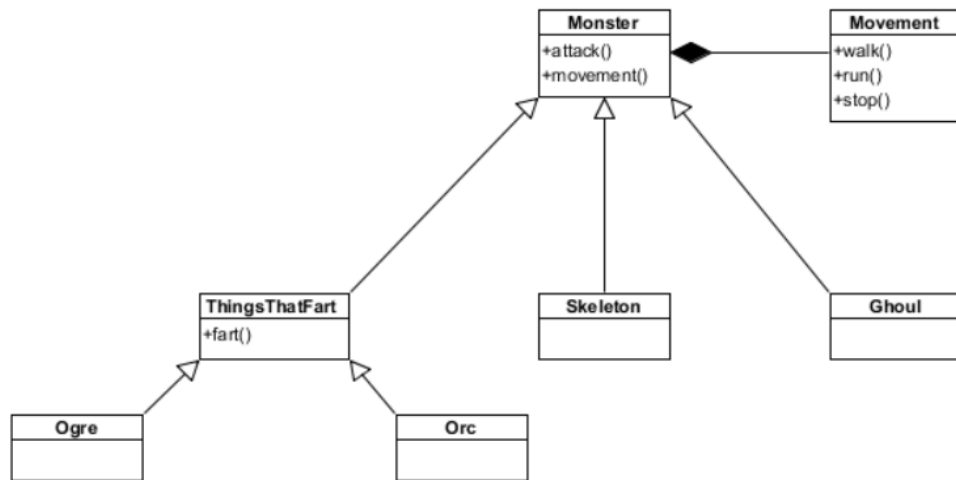 Monster
+attack()
+movement()
Movement
+walk()
+run()
+stop()
ThingsThatFart
+fart()
Skeleton
Ghoul
Ogre
Orc